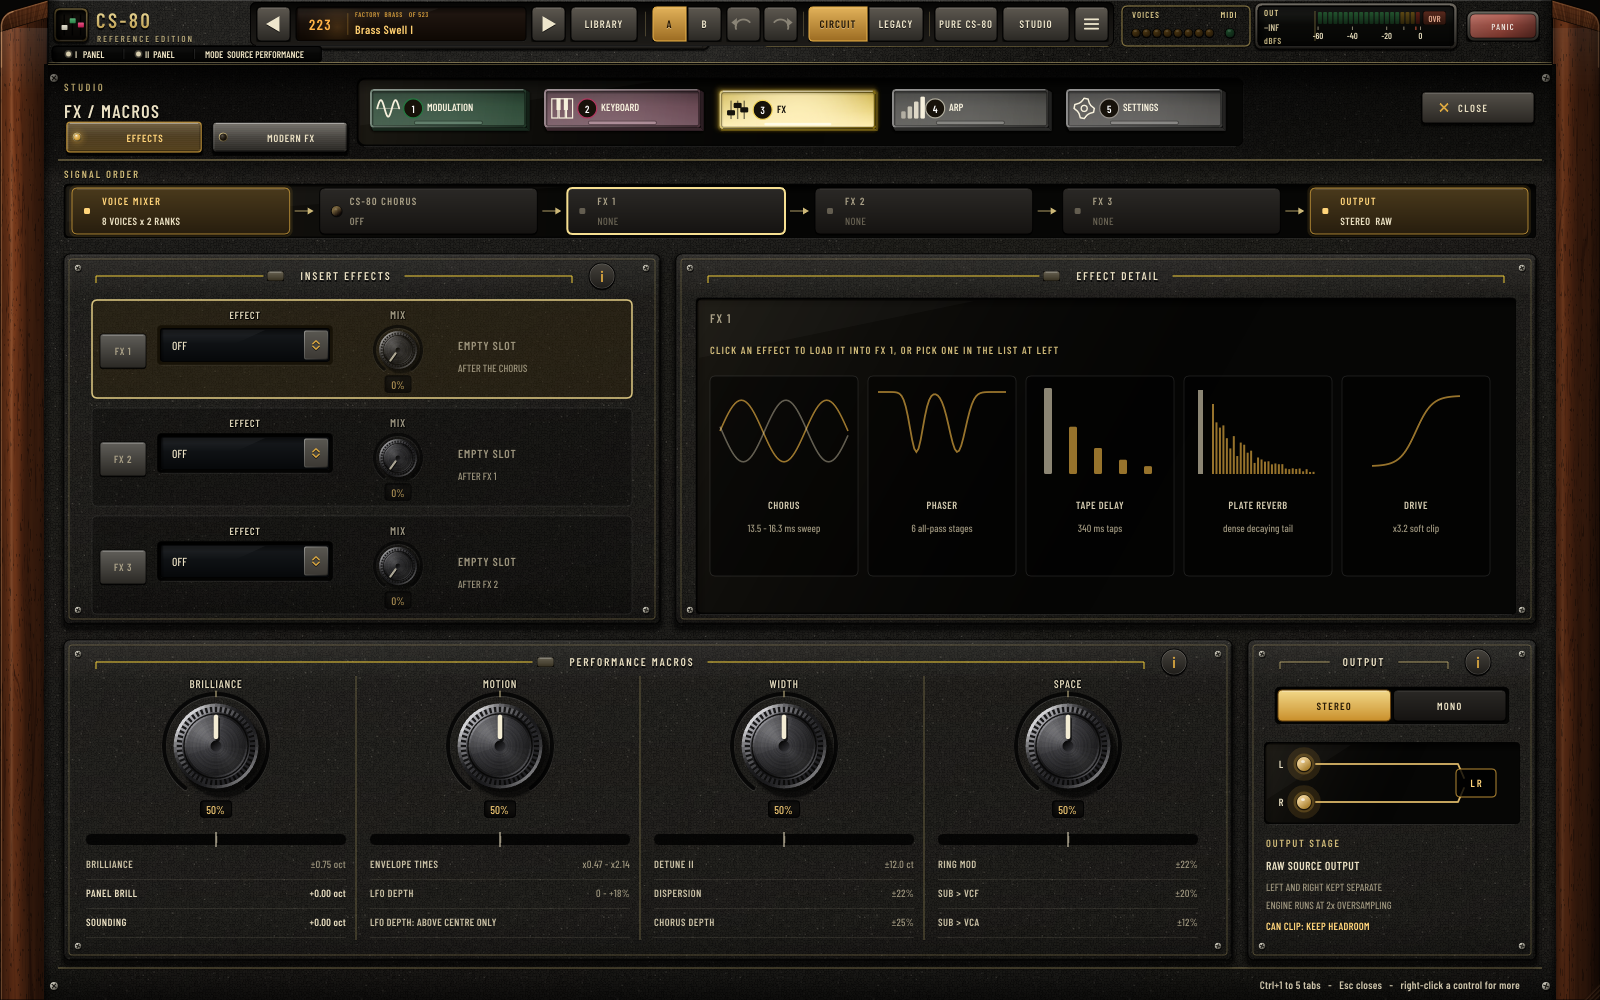 CS-80
REFERENCE EDITION
223
FACTORY BRASS OF 523
Brass Swell I
LIBRARY
A
B
CIRCUIT
LEGACY
PURE CS-80
STUDIO
VOICES
MIDI
OUT
-INF
dBFS
-60
-40
-20
0
OVR
PANIC
I PANEL
II PANEL
MODE SOURCE PERFORMANCE
STUDIO
FX / MACROS
1
MODULATION
2
KEYBOARD
3
FX
4
ARP
5
SETTINGS
CLOSE
EFFECTS
MODERN FX
SIGNAL ORDER
VOICE MIXER
8 VOICES x 2 RANKS
CS-80 CHORUS
OFF
FX 1
NONE
FX 2
NONE
FX 3
NONE
OUTPUT
STEREO RAW
INSERT EFFECTS
i
FX 1
EFFECT
OFF
MIX
0%
EMPTY SLOT
AFTER THE CHORUS
FX 2
EFFECT
OFF
MIX
0%
EMPTY SLOT
AFTER FX 1
FX 3
EFFECT
OFF
MIX
0%
EMPTY SLOT
AFTER FX 2
EFFECT DETAIL
FX 1
CLICK AN EFFECT TO LOAD IT INTO FX 1, OR PICK ONE IN THE LIST AT LEFT
CHORUS
13.5 - 16.3 ms sweep
PHASER
6 all-pass stages
TAPE DELAY
340 ms taps
PLATE REVERB
dense decaying tail
DRIVE
x3.2 soft clip
PERFORMANCE MACROS
i
BRILLIANCE
50%
BRILLIANCE
±0.75 oct
PANEL BRILL
+0.00 oct
SOUNDING
+0.00 oct
MOTION
50%
ENVELOPE TIMES
x0.47 - x2.14
LFO DEPTH
0 - +18%
LFO DEPTH: ABOVE CENTRE ONLY
WIDTH
50%
DETUNE II
±12.0 ct
DISPERSION
±22%
CHORUS DEPTH
±25%
SPACE
50%
RING MOD
±22%
SUB > VCF
±20%
SUB > VCA
±12%
OUTPUT
i
STEREO
MONO
L
R
LR
OUTPUT STAGE
RAW SOURCE OUTPUT
LEFT AND RIGHT KEPT SEPARATE
ENGINE RUNS AT 2x OVERSAMPLING
CAN CLIP: KEEP HEADROOM
Ctrl+1 to 5 tabs - Esc closes - right-click a control for more